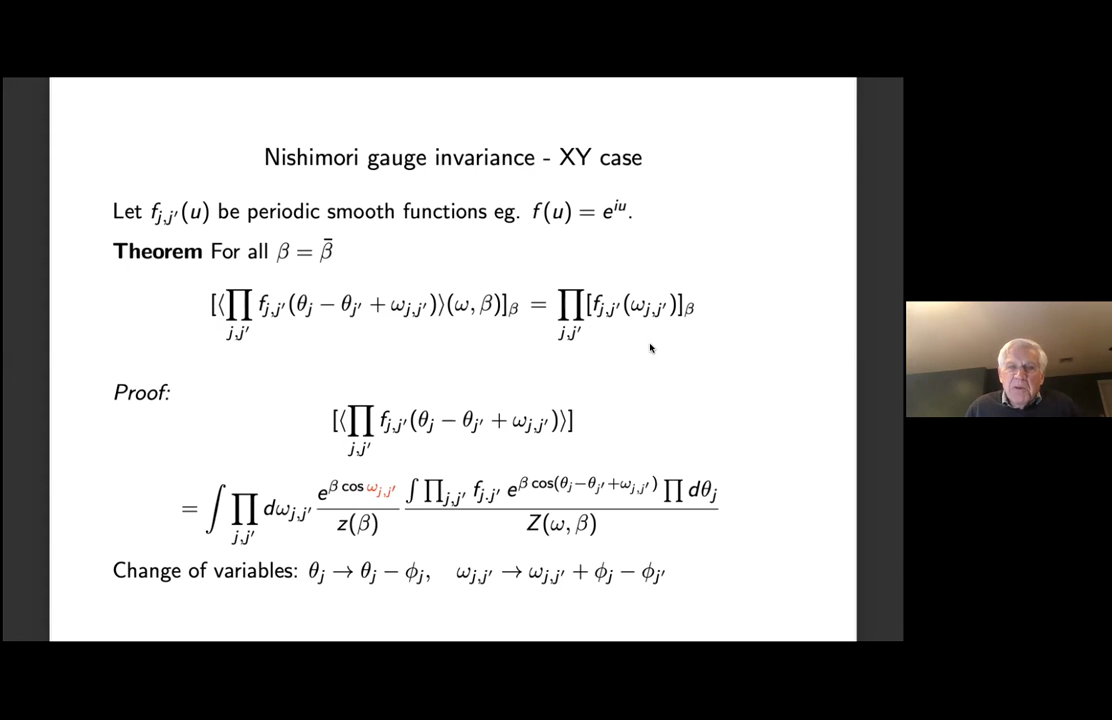 Nishimori gauge invariance - XY case
Let f_{j,j'}(u) be periodic smooth functions eg. f(u) = e^{iu}.
Theorem For all β = β̄
[⟨∏_{j,j'} f_{j,j'}(θ_j − θ_{j'} + ω_{j,j'})⟩(ω, β)]_β = ∏_{j,j'} [f_{j,j'}(ω_{j,j'})]_β
Proof:
[⟨∏_{j,j'} f_{j,j'}(θ_j − θ_{j'} + ω_{j,j'})⟩]
= ∫ ∏_{j,j'} dω_{j,j'} \frac{e^{β cos ω_{j,j'}}}{z(β)} \frac{∫ ∏_{j,j'} f_{j,j'} e^{β cos(θ_j−θ_{j'}+ω_{j,j'})} ∏ dθ_j}{Z(ω, β)}
Change of variables: θ_j → θ_j − ϕ_j, ω_{j,j'} → ω_{j,j'} + ϕ_j − ϕ_{j'}